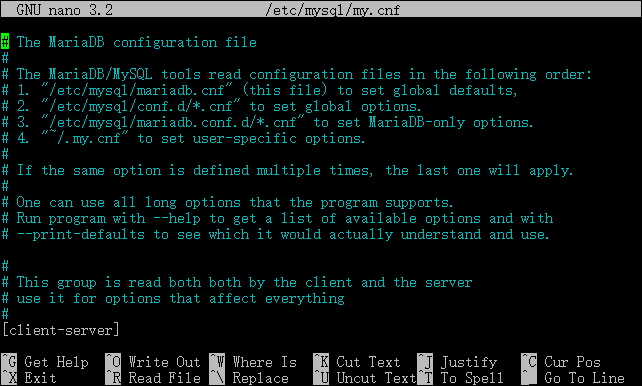 GNU nano 3.2 /etc/mysql/my.cnf
# The MariaDB configuration file
#
# The MariaDB/MySQL tools read configuration files in the following order:
# 1. "/etc/mysql/mariadb.cnf" (this file) to set global defaults,
# 2. "/etc/mysql/conf.d/*.cnf" to set global options.
# 3. "/etc/mysql/mariadb.conf.d/*.cnf" to set MariaDB-only options.
# 4. "~/.my.cnf" to set user-specific options.
#
# If the same option is defined multiple times, the last one will apply.
#
# One can use all long options that the program supports.
# Run program with --help to get a list of available options and with
# --print-defaults to see which it would actually understand and use.
#
# This group is read both both by the client and the server
# use it for options that affect everything
#
[client-server]
^G Get Help ^O Write Out ^W Where Is ^K Cut Text ^J Justify ^C Cur Pos
^X Exit ^R Read File ^\ Replace ^U Uncut Text ^T To Spell ^_ Go To Line